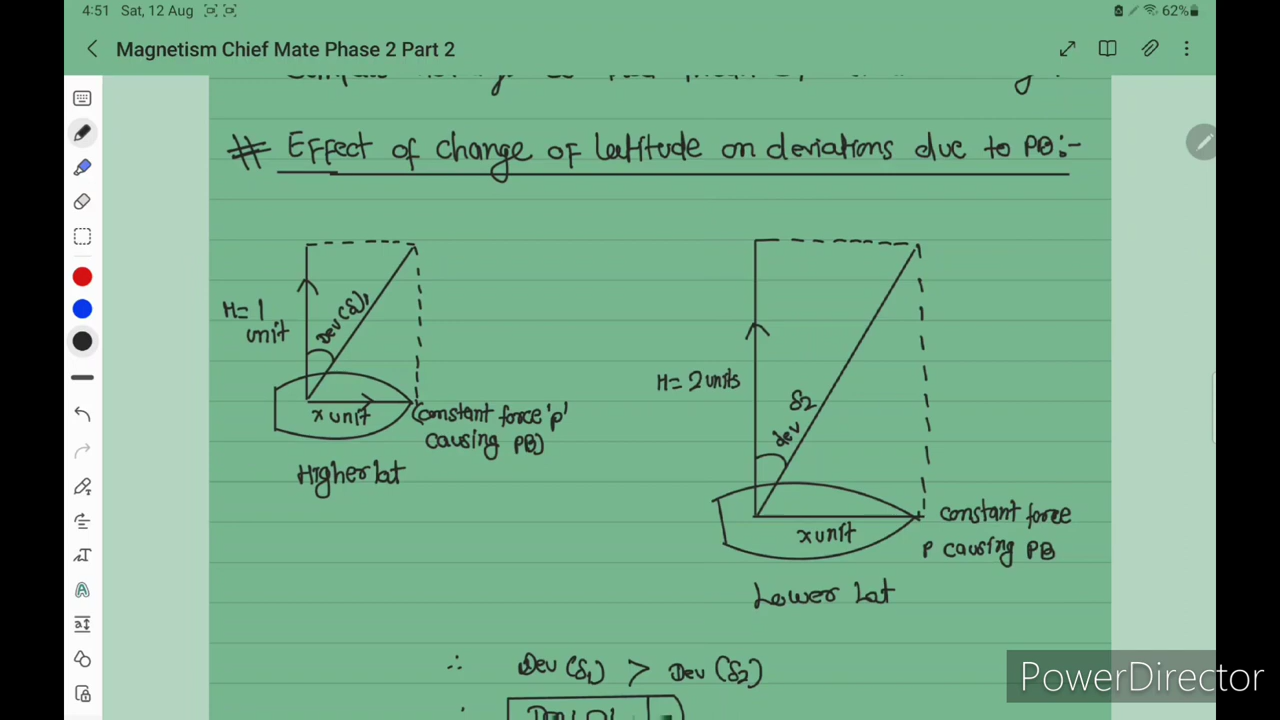 4:51 Sat, 12 Aug
62%
Magnetism Chief Mate Phase 2 Part 2
# Effect of change of latitude on deviations due to PB:-
H=1
unit
Dev(δ)1
x unit
(constant force 'p'
causing PB)
Higher lat
H= 2 units
dev δ2
x unit
constant force
P causing PB
Lower Lat
∴ Dev (δ1) > Dev (δ2)
∴
PowerDirector